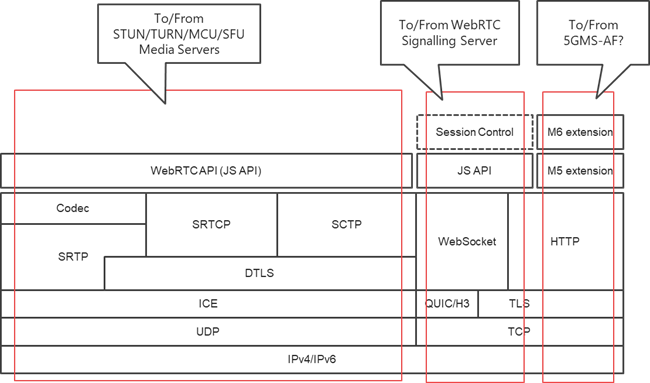 To/From
STUN/TURN/MCU/SFU
Media Servers
To/From WebRTC
Signalling Server
To/From
5GMS-AF?
Session Control
M6 extension
WebRTC API (JS API)
JS API
M5 extension
Codec
SRTCP
SCTP
WebSocket
HTTP
SRTP
DTLS
ICE
QUIC/H3
TLS
UDP
TCP
IPv4/IPv6